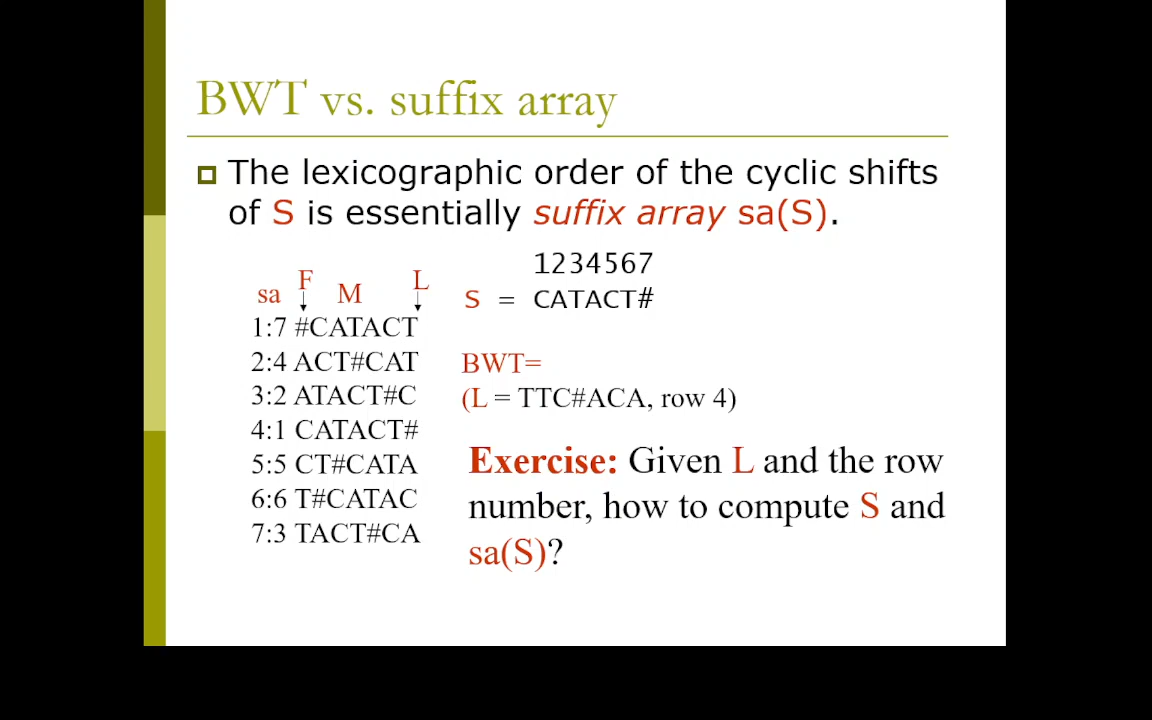 BWT vs. suffix array
The lexicographic order of the cyclic shifts
of S is essentially suffix array sa(S).
sa F M L
1:7 #CATACT
2:4 ACT#CAT
3:2 ATACT#C
4:1 CATACT#
5:5 CT#CATA
6:6 T#CATAC
7:3 TACT#CA
1234567
S = CATACT#
BWT=
(L = TTC#ACA, row 4)
Exercise: Given L and the row
number, how to compute S and
sa(S)?